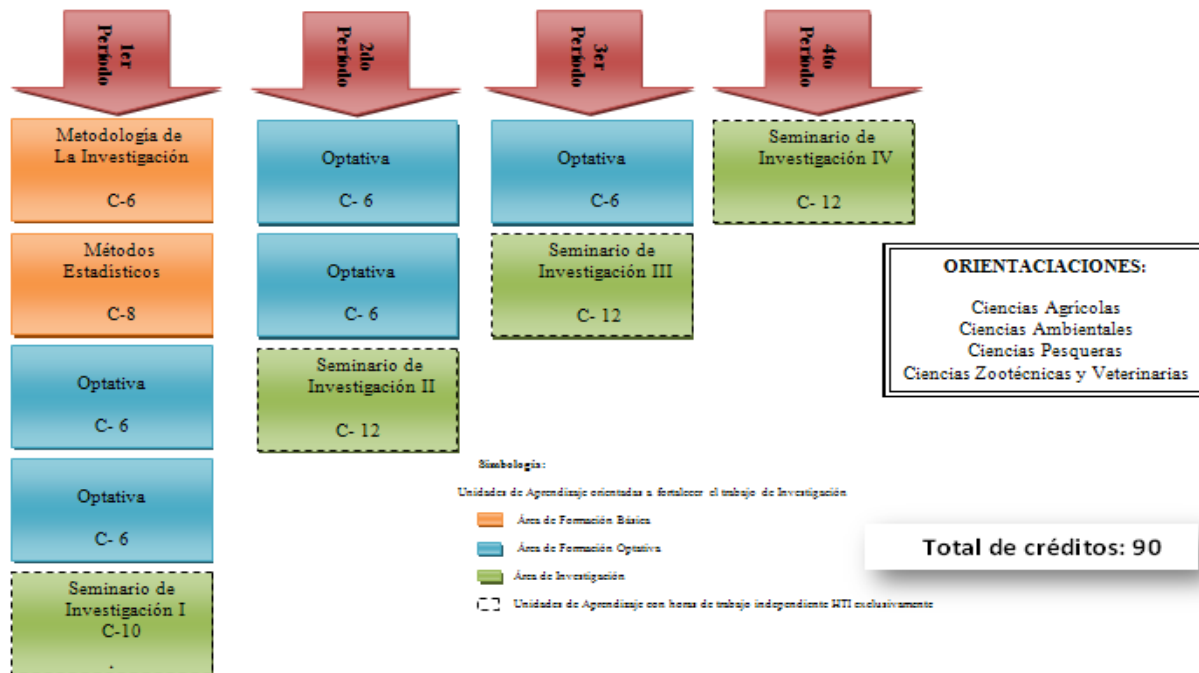 1er
Período
2do
Período
3er
Período
4to
Período
Metodología de
La Investigación
C-6
Métodos
Estadísticos
C-8
Optativa
C- 6
Optativa
C- 6
Seminario de
Investigación I
C-10
.
Optativa
C- 6
Optativa
C- 6
Seminario de
Investigación II
C- 12
Optativa
C-6
Seminario de
Investigación III
C- 12
Seminario de
Investigación IV
C- 12
ORIENTACIACIONES:
Ciencias Agrícolas
Ciencias Ambientales
Ciencias Pesqueras
Ciencias Zootécnicas y Veterinarias
Simbología:
Unidades de Aprendizaje orientadas a fortalecer el trabajo de Investigación
Área de Formación Básica
Área de Formación Optativa
Área de Investigación
Unidades de Aprendizaje con horas de trabajo independiente HTI exclusivamente
Total de créditos: 90